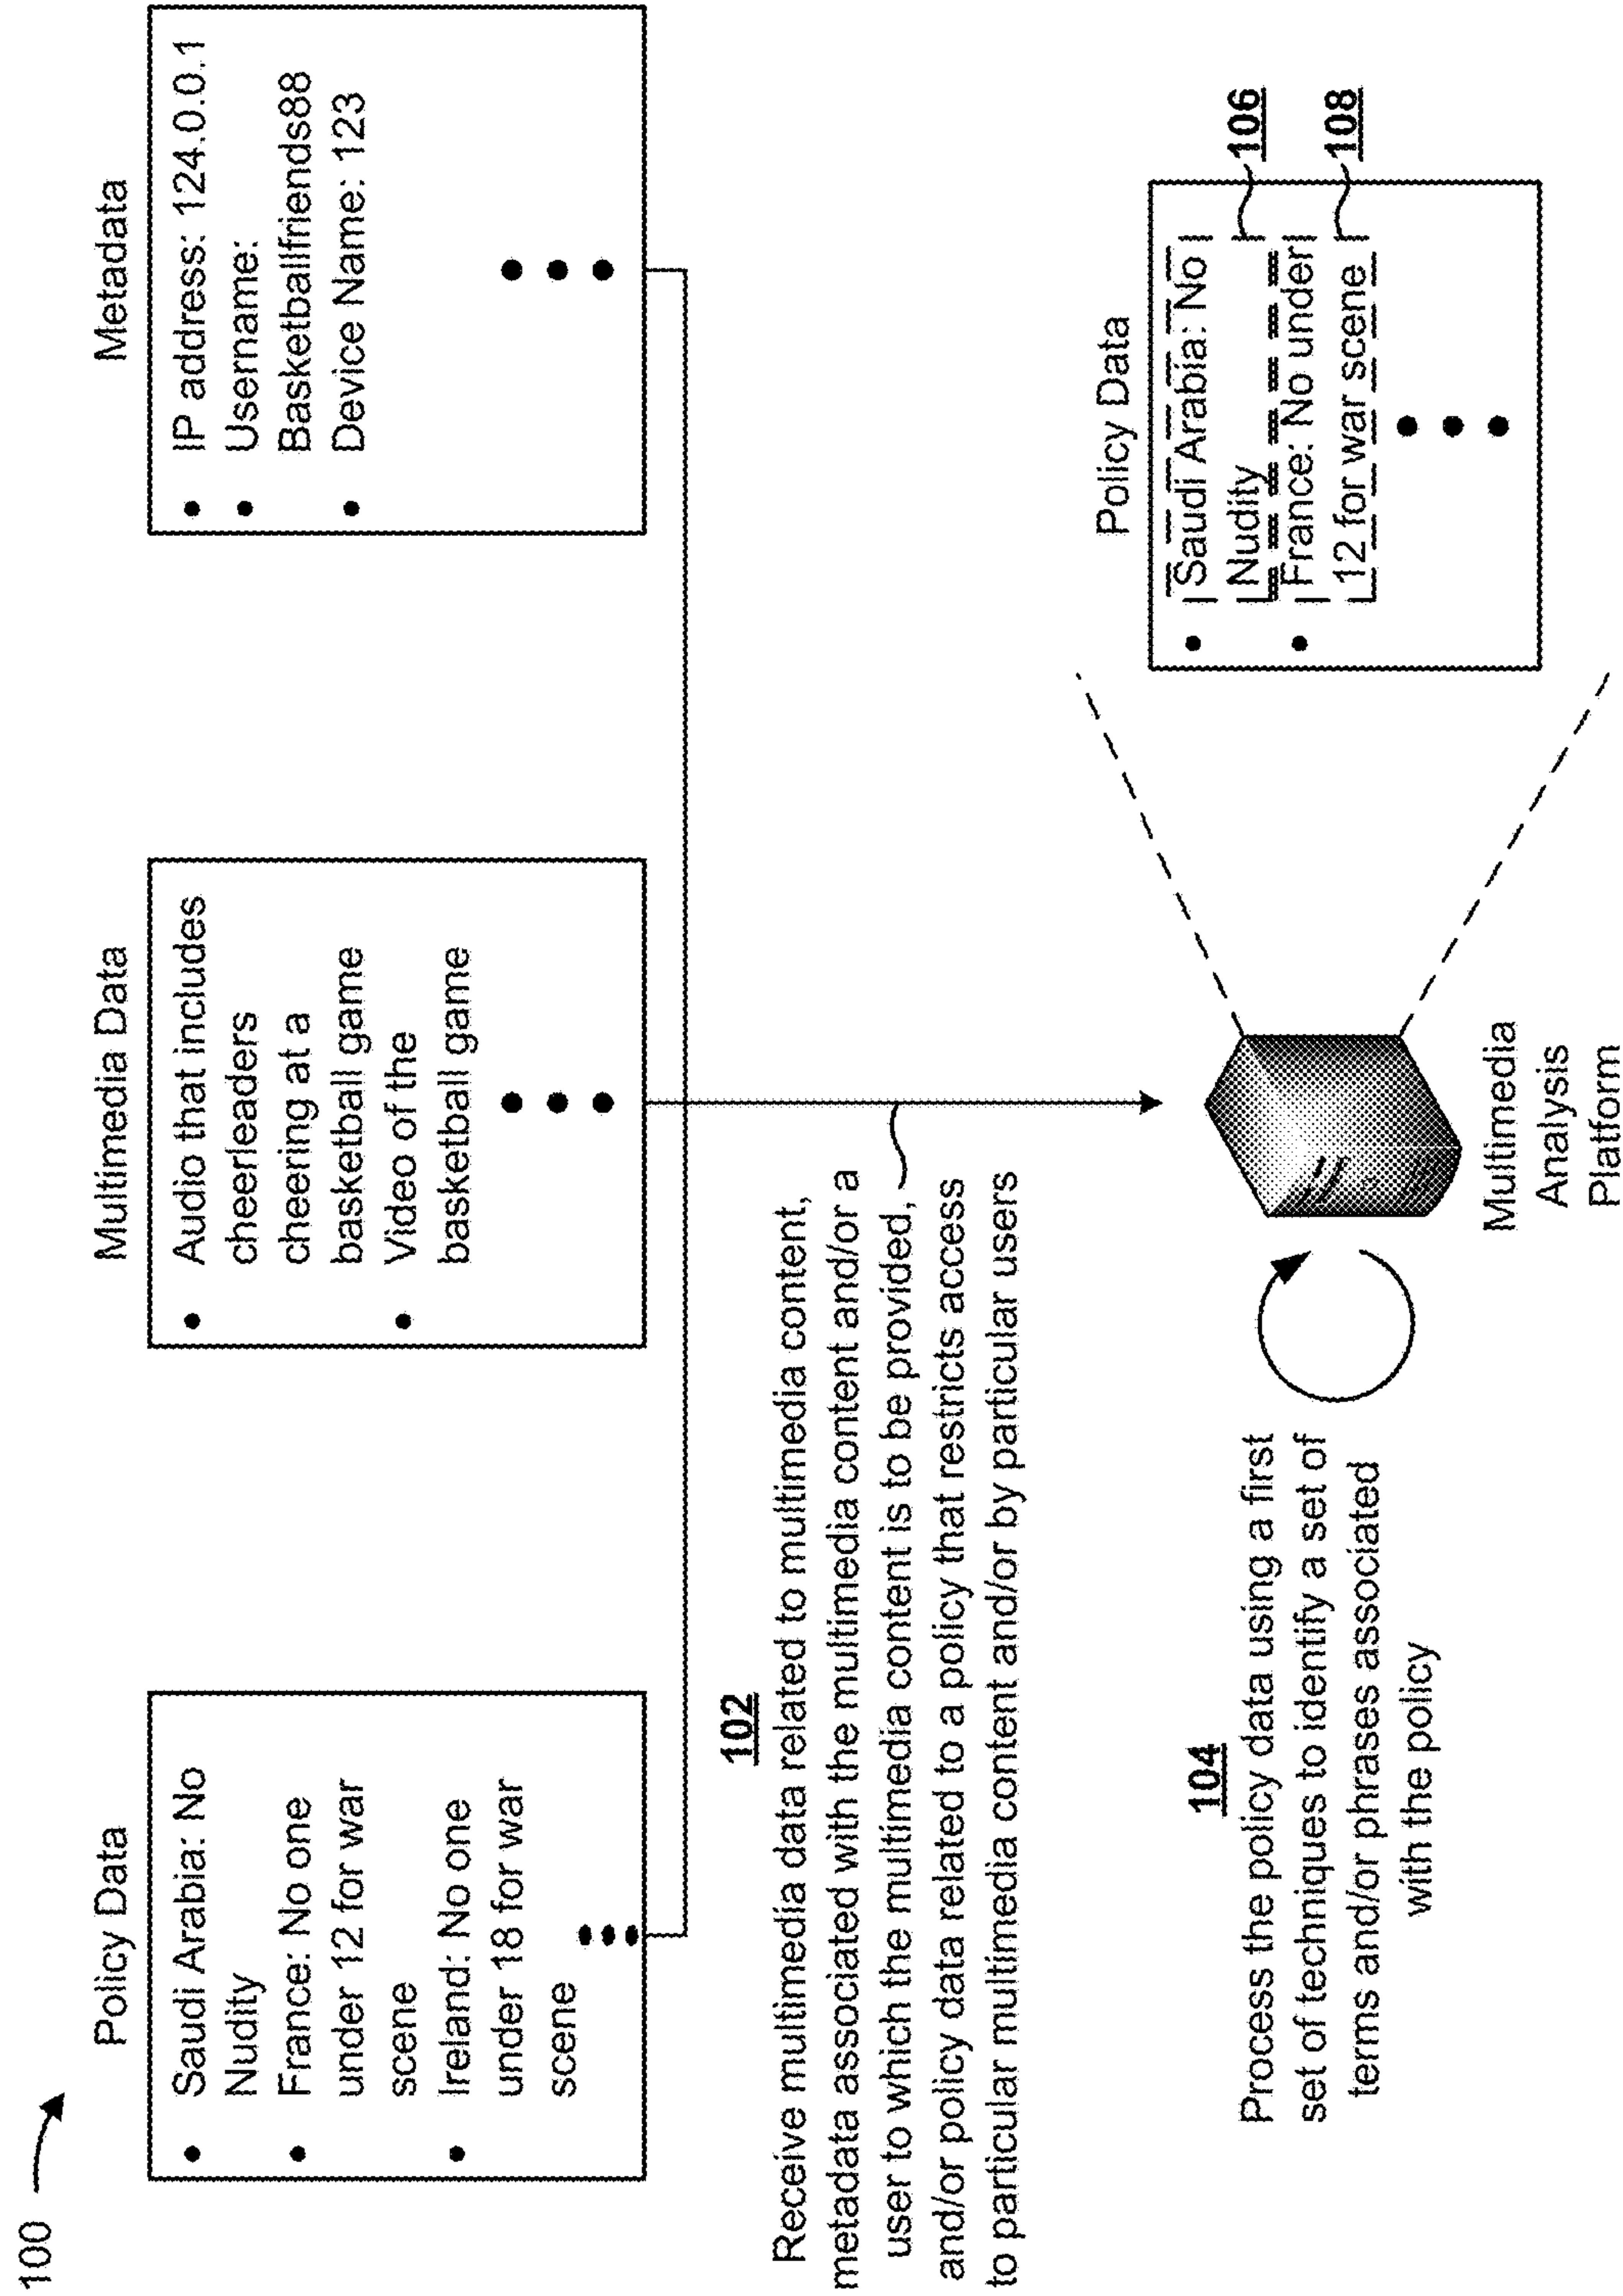 100
Policy Data
• Saudi Arabia: No
Nudity
• France: No one
under 12 for war
scene
• Ireland: No one
under 18 for war
scene
Multimedia Data
• Audio that includes
cheerleaders
cheering at a
basketball game
• Video of the
basketball game
Metadata
• IP address: 124.0.0.1
• Username:
Basketballfriends88
• Device Name: 123
102
Receive multimedia data related to multimedia content,
metadata associated with the multimedia content and/or a
user to which the multimedia content is to be provided,
and/or policy data related to a policy that restricts access
to particular multimedia content and/or by particular users
104
Process the policy data using a first
set of techniques to identify a set of
terms and/or phrases associated
with the policy
Multimedia
Analysis
Platform
Policy Data
• Saudi Arabia: No
Nudity
106
• France: No under
12 for war scene
108